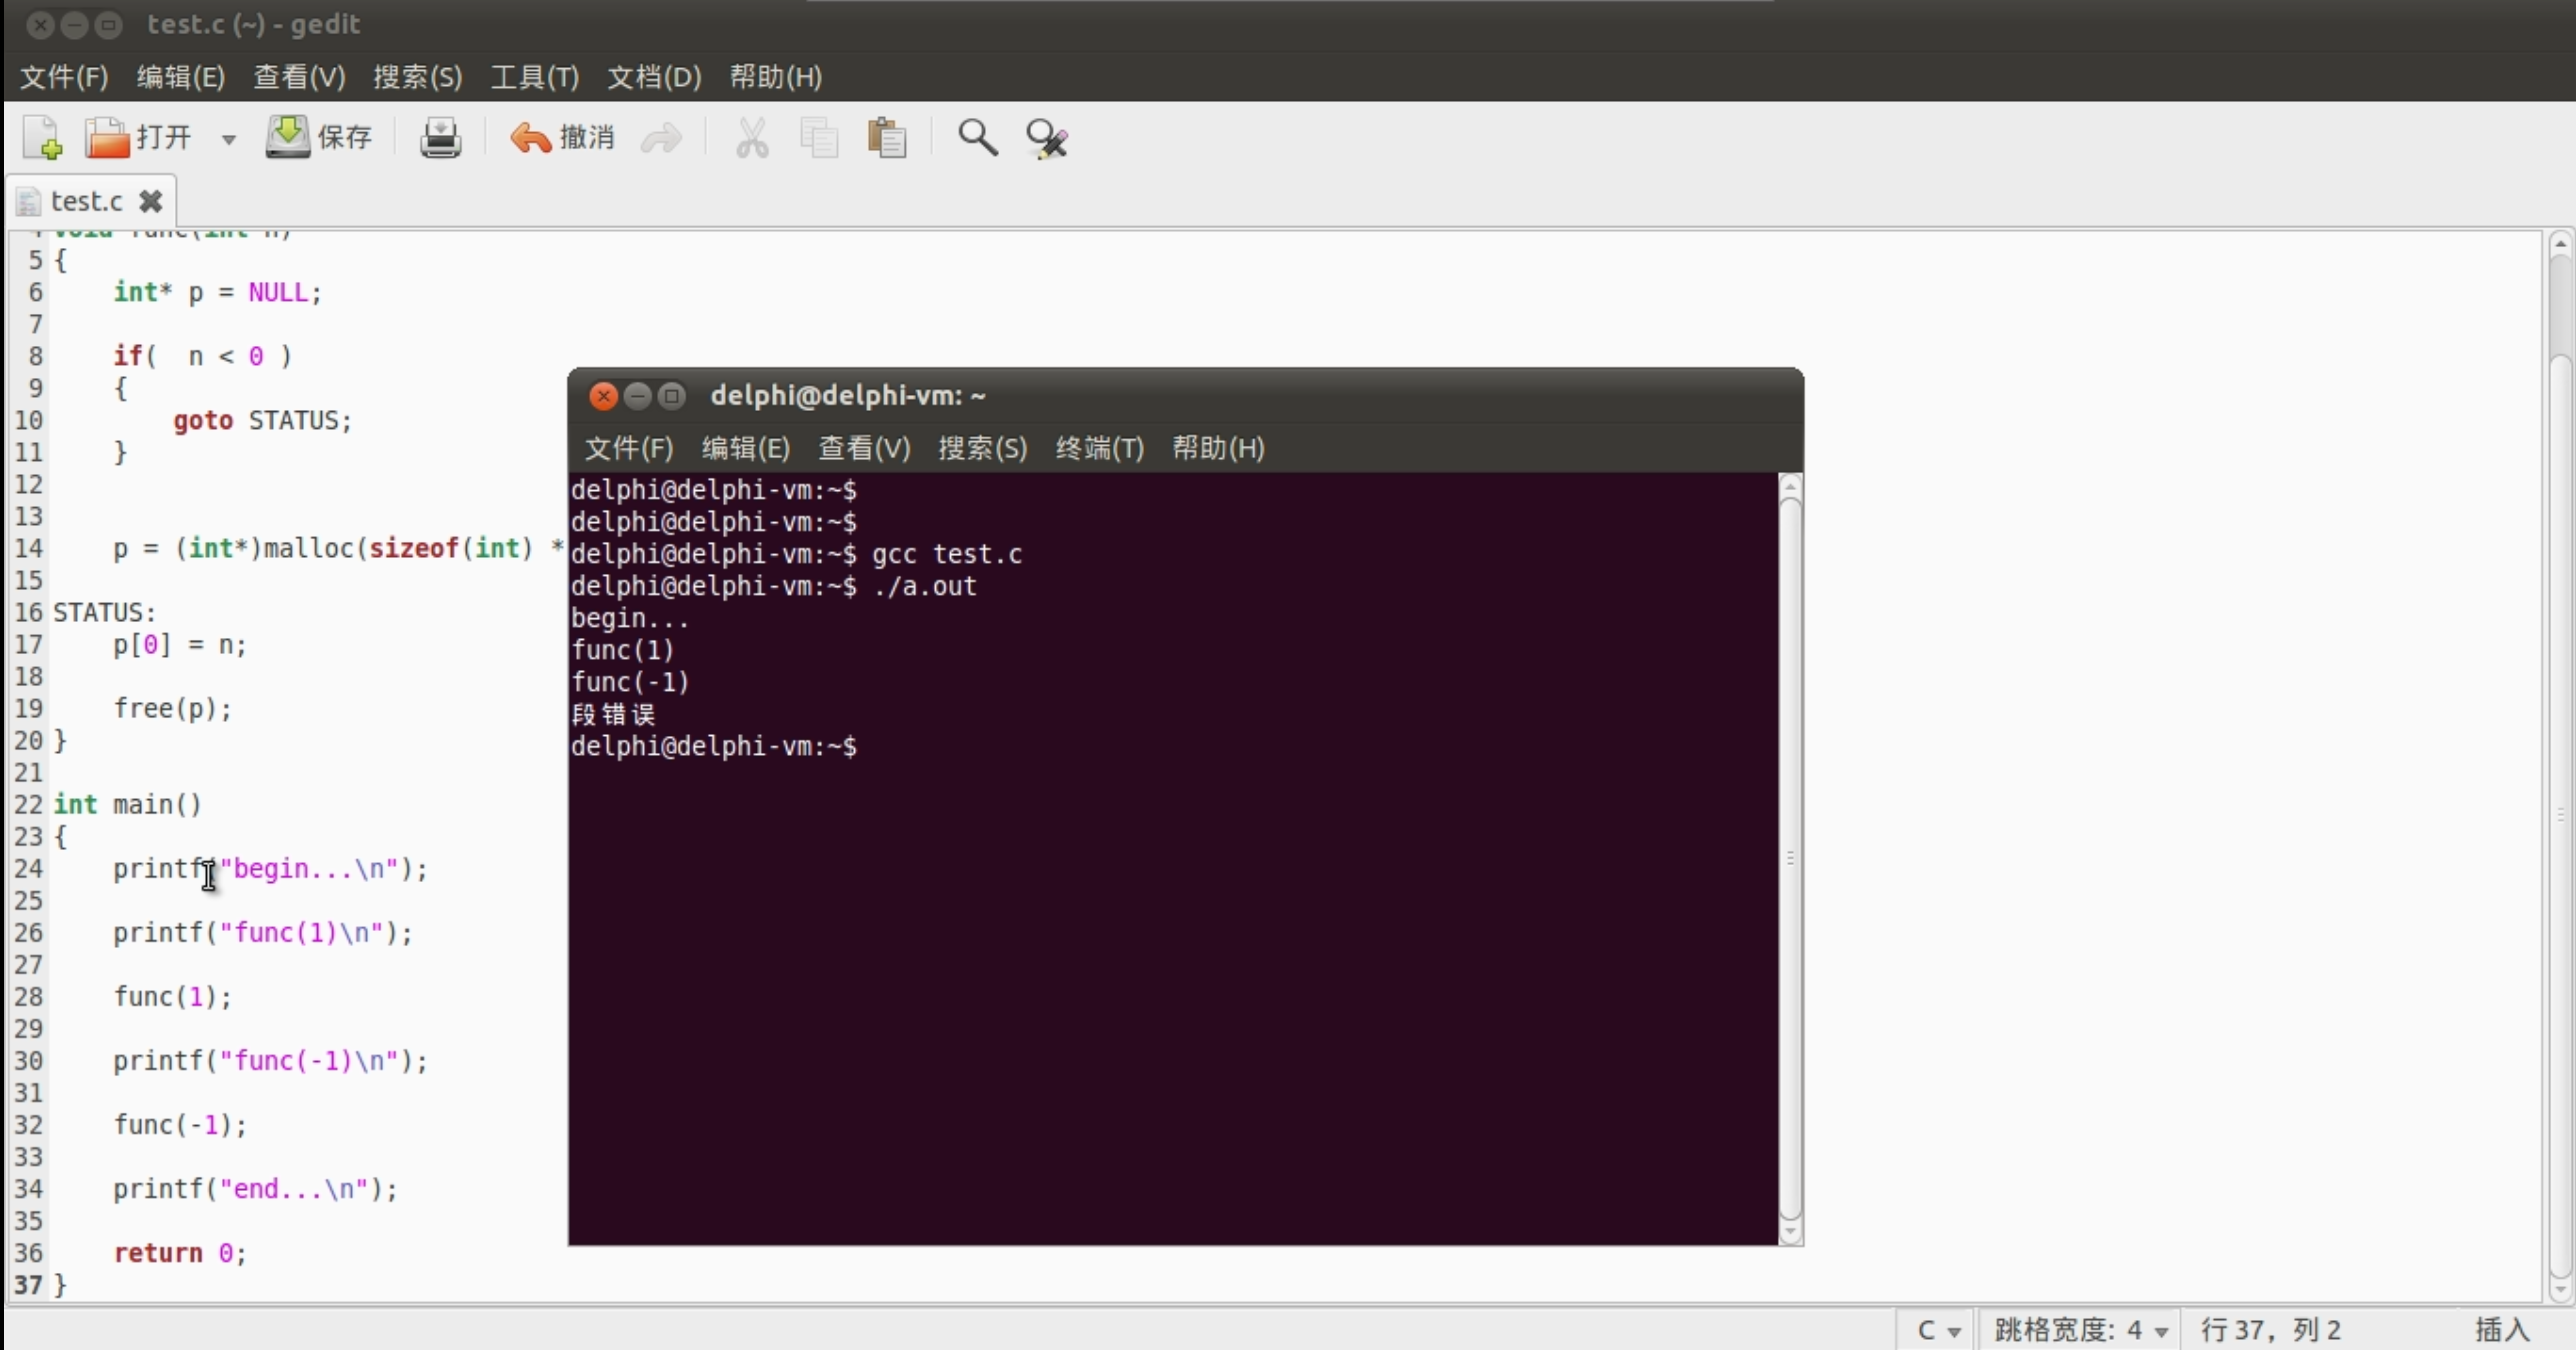 test.c (~) - gedit
文件(F) 编辑(E) 查看(V) 搜索(S) 工具(T) 文档(D) 帮助(H)
打开 保存 撤消
test.c
4 void func(int n)
5 {
6 int* p = NULL;
7
8 if(  n < 0 )
9 {
10 goto STATUS;
11 }
12
13
14 p = (int*)malloc(sizeof(int) *
15
16 STATUS:
17 p[0] = n;
18
19 free(p);
20 }
21
22 int main()
23 {
24 printf("begin...\n");
25
26 printf("func(1)\n");
27
28 func(1);
29
30 printf("func(-1)\n");
31
32 func(-1);
33
34 printf("end...\n");
35
36 return 0;
37 }
delphi@delphi-vm: ~
文件(F) 编辑(E) 查看(V) 搜索(S) 终端(T) 帮助(H)
delphi@delphi-vm:~$
delphi@delphi-vm:~$
delphi@delphi-vm:~$ gcc test.c
delphi@delphi-vm:~$ ./a.out
begin...
func(1)
func(-1)
段错误
delphi@delphi-vm:~$
C 跳格宽度: 4 行 37，列 2 插入